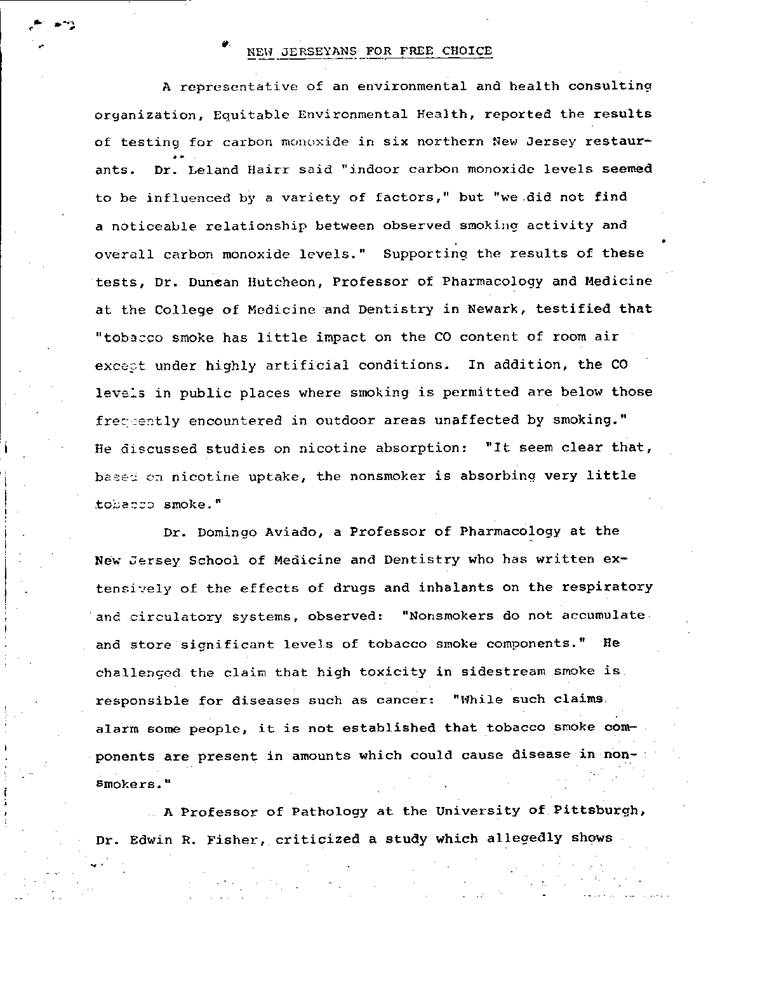 NEW JERSEYANS FOR FREE CHOICE
A representative of an environmental and health consulting
organization, Equitable Environmental Health, reported the results
of testing for carbon monoxide in six northern New Jersey restaur-
ants. Dr. Leland Hairr said "indoor carbon monoxide levels seemed
to be influenced by a variety of factors," but "we did not find
a noticeable relationship between observed smoking activity and
overall carbon monoxide levels." Supporting the results of these
tests, Dr. Duncan Hutcheon, Professor of Pharmacology and Medicine
at the College of Medicine and Dentistry in Newark, testified that
"tobacco smoke has little impact on the CO content of room air
except under highly artificial conditions. In addition, the CO
levels in public places where smoking is permitted are below those
frequently encountered in outdoor areas unaffected by smoking."
He discussed studies on nicotine absorption: "It seem clear that,
based on nicotine uptake, the nonsmoker is absorbing very little
tobacco smoke."
Dr. Domingo Aviado, a Professor of Pharmacology at the
New Jersey School of Medicine and Dentistry who has written ex-
tensively of the effects of drugs and inhalants on the respiratory
and circulatory systems, observed: "Nonsmokers do not accumulate
and store significant levels of tobacco smoke components." He
challenged the claim that high toxicity in sidestream smoke is
responsible for diseases such as cancer: "While such claims
alarm some people, it is not established that tobacco smoke com-
ponents are present in amounts which could cause disease in non-
smokers."
A Professor of Pathology at the University of Pittsburgh,
Dr. Edwin R. Fisher, criticized a study which allegedly shows